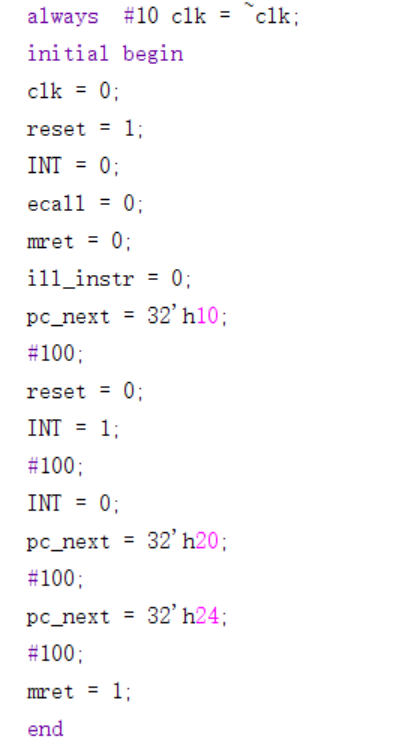 always  #10 clk = ~clk;
initial begin
clk = 0;
reset = 1;
INT = 0;
ecall = 0;
mret = 0;
ill_instr = 0;
pc_next = 32'h10;
#100;
reset = 0;
INT = 1;
#100;
INT = 0;
pc_next = 32'h20;
#100;
pc_next = 32'h24;
#100;
mret = 1;
end